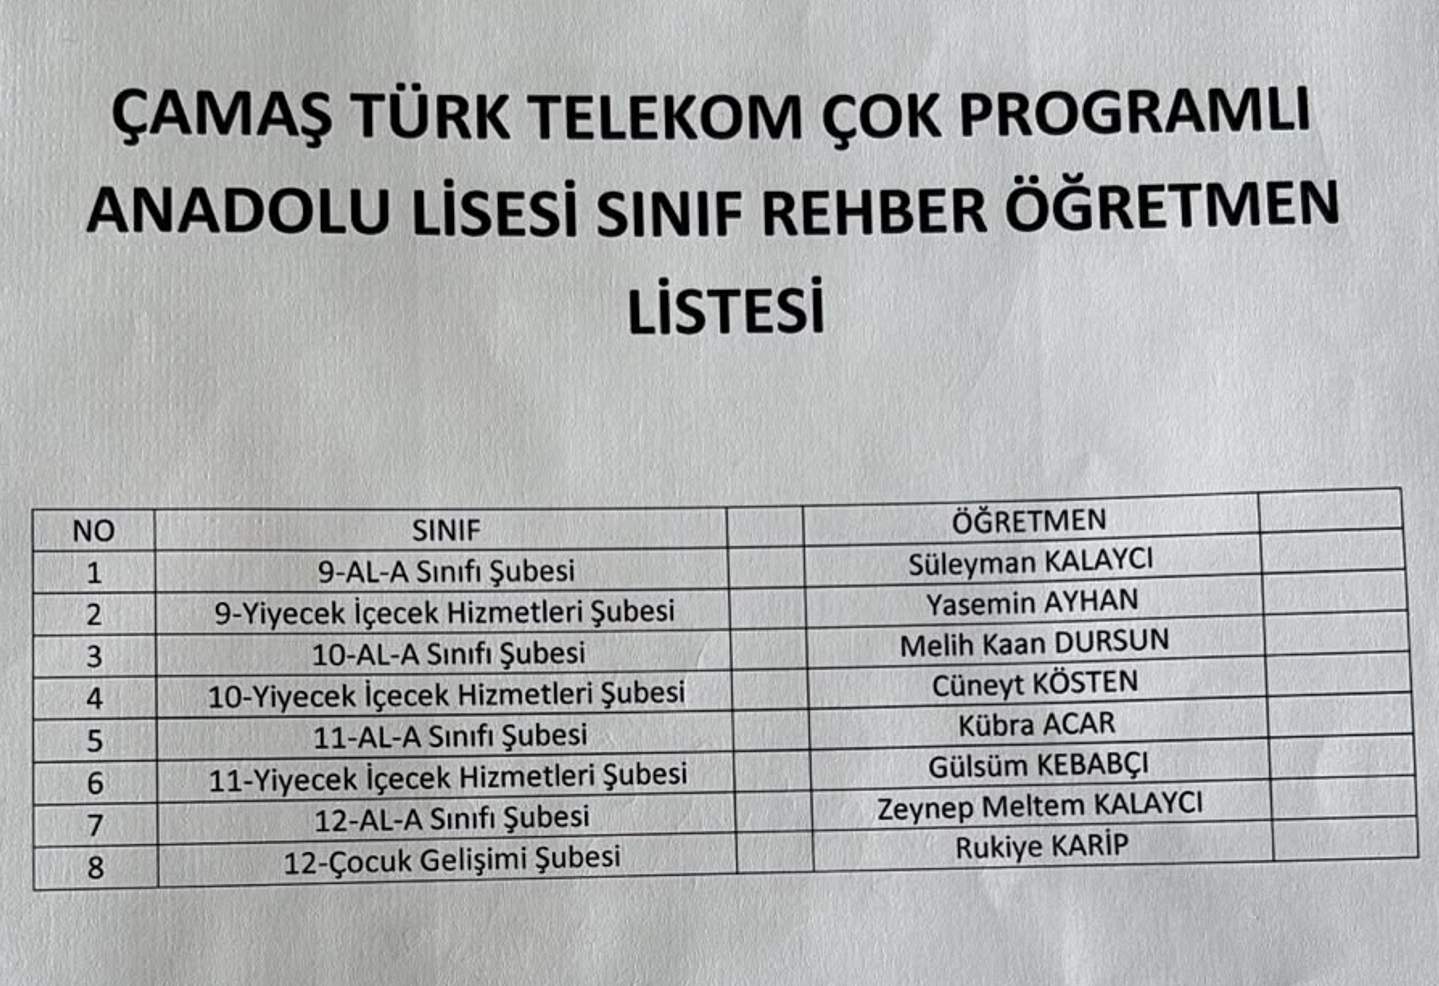 ÇAMAŞ TÜRK TELEKOM ÇOK PROGRAMLI
ANADOLU LİSESİ SINIF REHBER ÖĞRETMEN
LİSTESİ
NO SINIF ÖĞRETMEN
1 9-AL-A Sınıfı Şubesi Süleyman KALAYCI
2 9-Yiyecek İçecek Hizmetleri Şubesi Yasemin AYHAN
3 10-AL-A Sınıfı Şubesi Melih Kaan DURSUN
4 10-Yiyecek İçecek Hizmetleri Şubesi Cüneyt KÖSTEN
5 11-AL-A Sınıfı Şubesi Kübra ACAR
6 11-Yiyecek İçecek Hizmetleri Şubesi Gülsüm KEBABÇI
7 12-AL-A Sınıfı Şubesi Zeynep Meltem KALAYCI
8 12-Çocuk Gelişimi Şubesi Rukiye KARİP